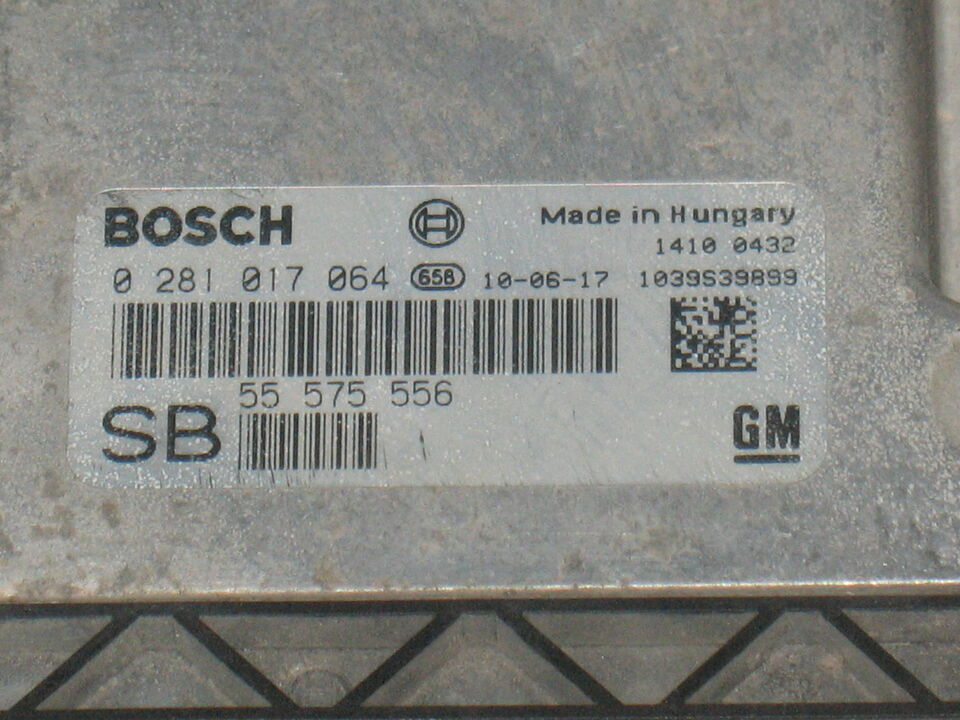 BOSCH
Made in Hungary
1410 0432
0 281 017 064 658 10-06-17 1039S39899
55 575 556
SB
GM